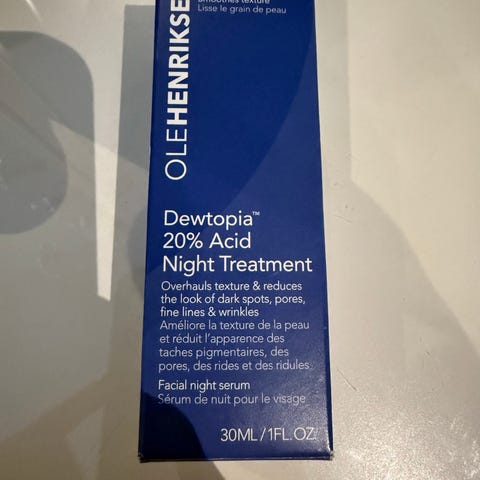 smoothes texture
Lisse le grain de peau
OLEHENRIKSE
Dewtopia™
20% Acid
Night Treatment
Overhauls texture & reduces
the look of dark spots, pores,
fine lines & wrinkles
Améliore la texture de la peau
et réduit l'apparence des
taches pigmentaires, des
pores, des rides et des ridules
Facial night serum
Sérum de nuit pour le visage
30ML/1FL.OZ.